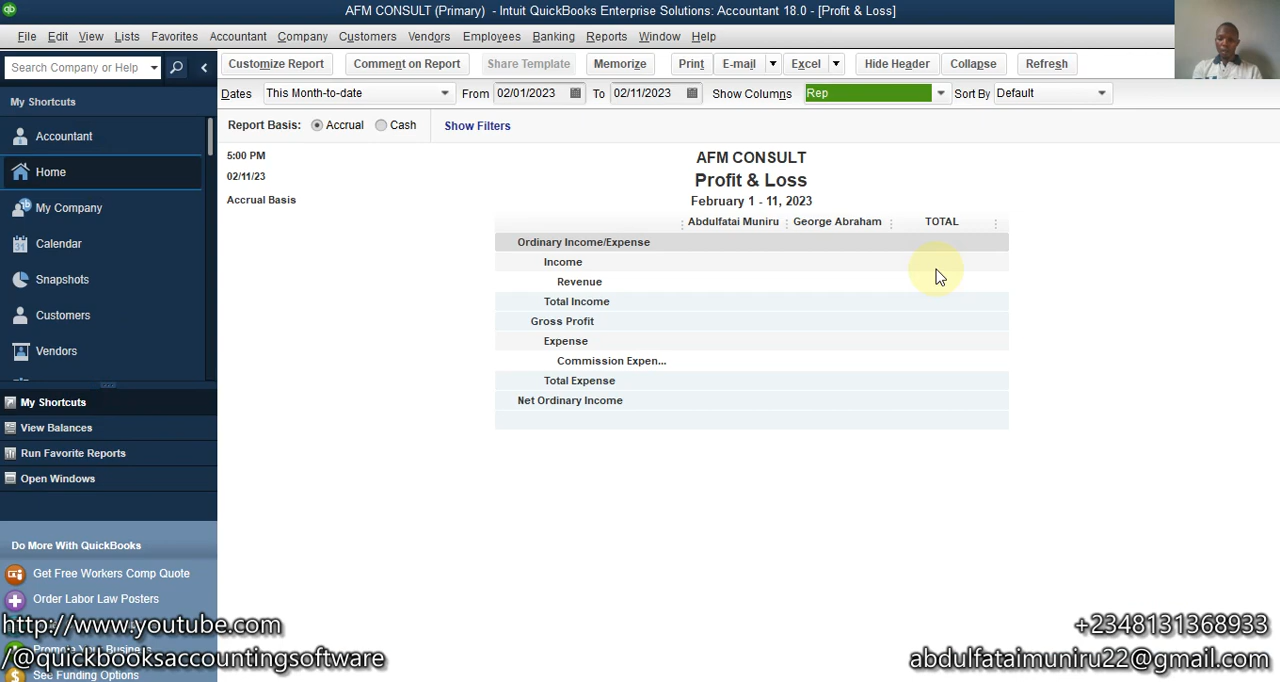 AFM CONSULT (Primary) - Intuit QuickBooks Enterprise Solutions: Accountant 18.0 - [Profit & Loss]
File Edit View Lists Favorites Accountant Company Customers Vendors Employees Banking Reports Window Help
Search Company or Help
Customize Report Comment on Report Share Template Memorize Print E-mail Excel Hide Header Collapse Refresh
Dates This Month-to-date From 02/01/2023 To 02/11/2023 Show Columns Rep Sort By Default
Report Basis: Accrual Cash Show Filters
My Shortcuts
Accountant
Home
My Company
Calendar
Snapshots
Customers
Vendors
My Shortcuts
View Balances
Run Favorite Reports
Open Windows
Do More With QuickBooks
Get Free Workers Comp Quote
Order Labor Law Posters
See Funding Options
5:00 PM
02/11/23
Accrual Basis
AFM CONSULT
Profit & Loss
February 1 - 11, 2023
Abdulfatai Muniru George Abraham TOTAL
Ordinary Income/Expense
Income
Revenue
Total Income
Gross Profit
Expense
Commission Expen...
Total Expense
Net Ordinary Income
http://www.youtube.com
/@quickbooksaccountingsoftware
+2348131368933
abdulfataimuniru22@gmail.com